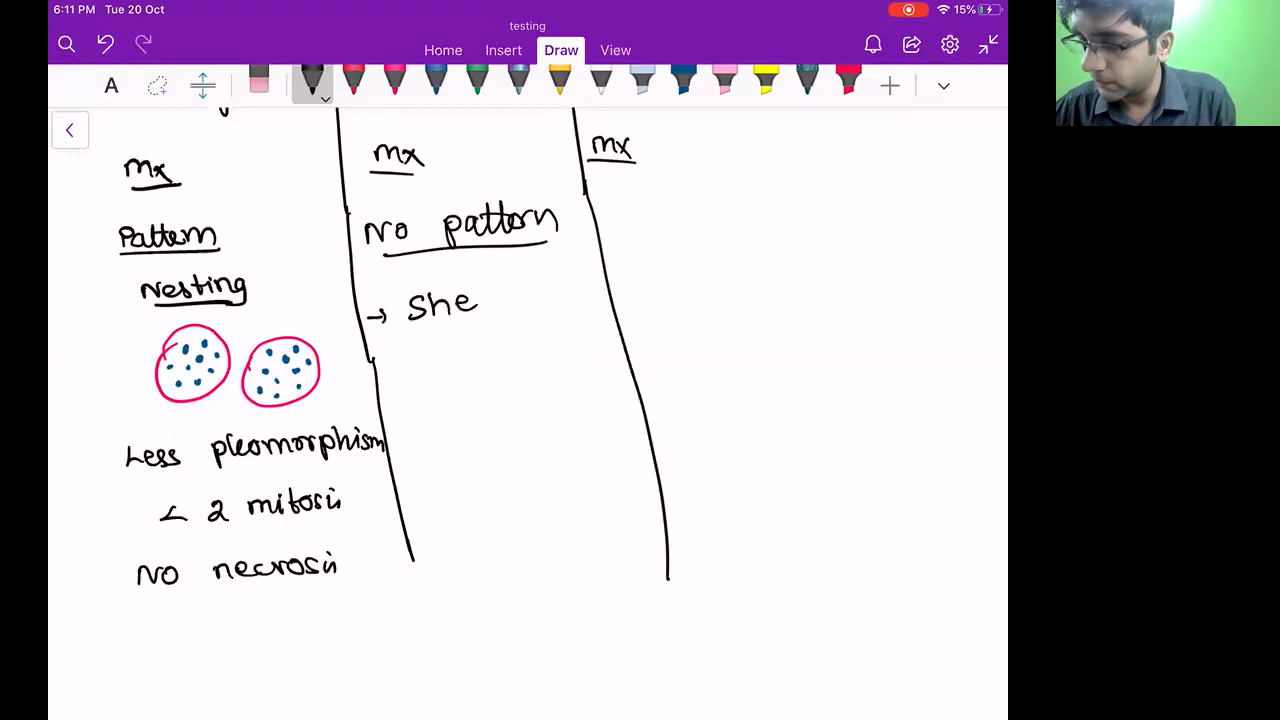 6:11 PM Tue 20 Oct
15%
testing
Home Insert Draw View
A
mx
Pattern
Nesting
Less pleomorphism
< 2 mitosis
No necrosis
mx
No pattern
→ She
mx